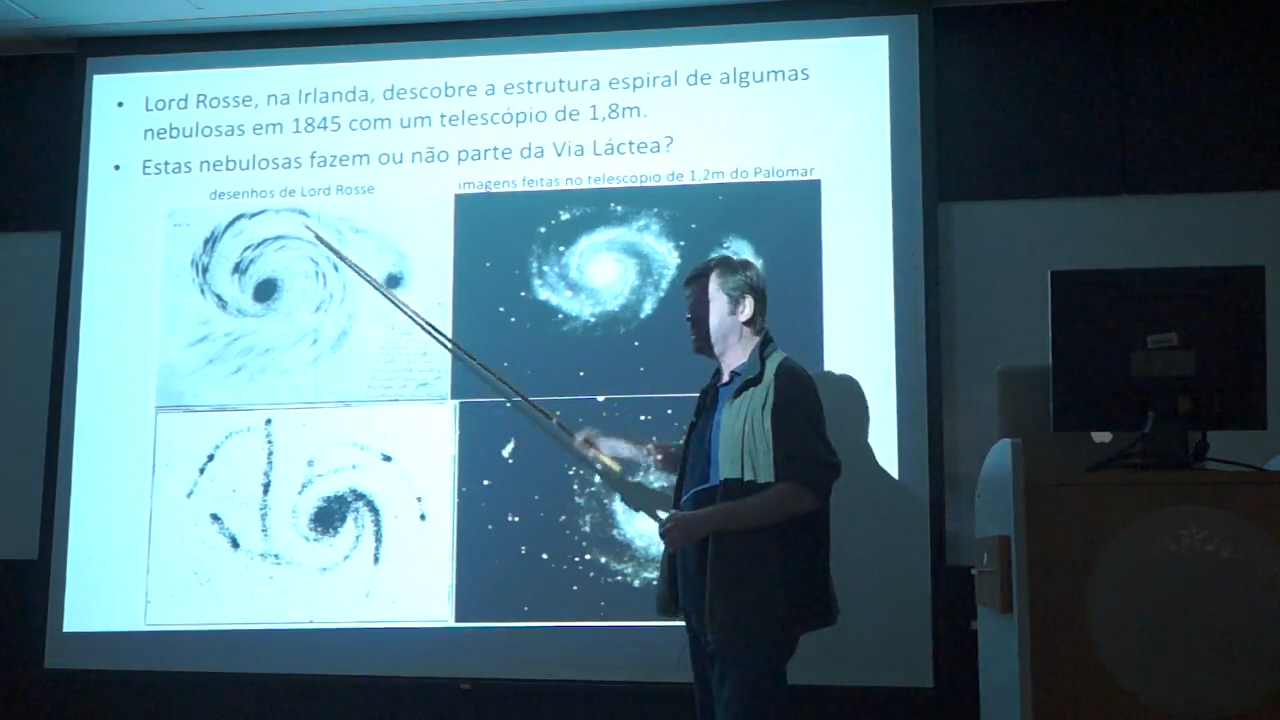 • Lord Rosse, na Irlanda, descobre a estrutura espiral de algumas
nebulosas em 1845 com um telescópio de 1,8m.
• Estas nebulosas fazem ou não parte da Via Láctea?
desenhos de Lord Rosse
imagens feitas no telescópio de 1,2m do Palomar